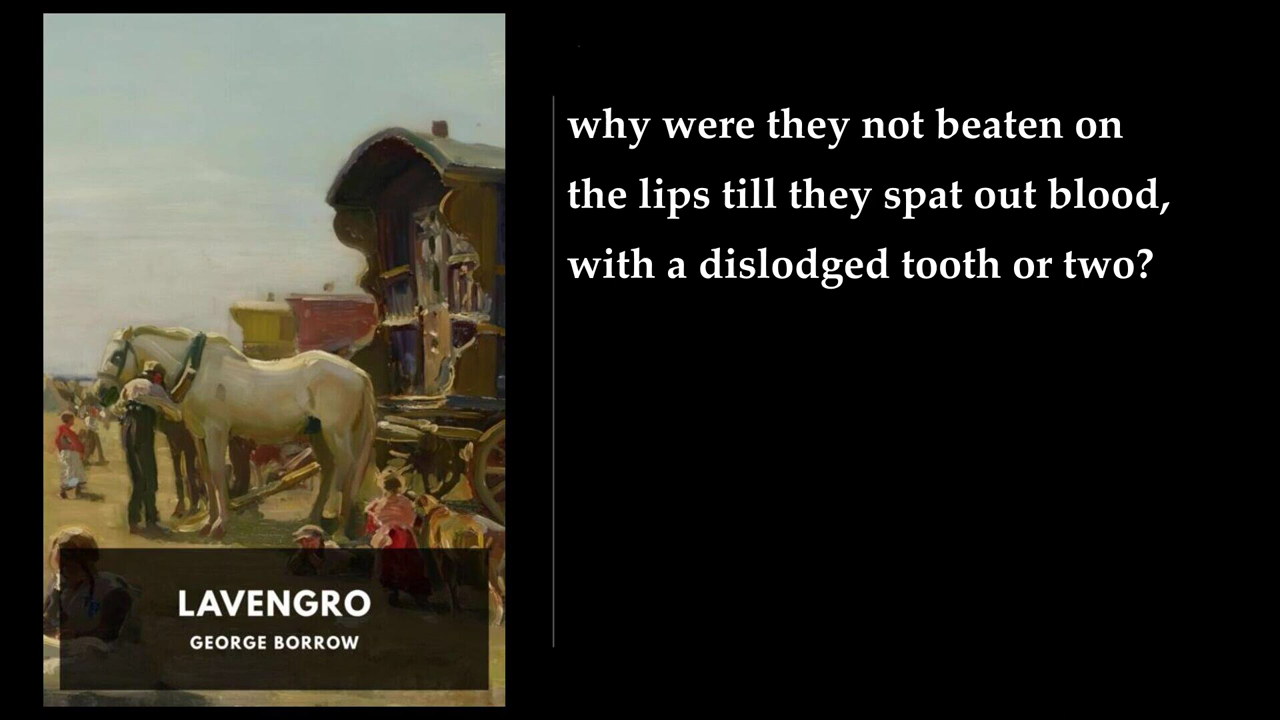 why were they not beaten on
the lips till they spat out blood,
with a dislodged tooth or two?
LAVENGRO
GEORGE BORROW